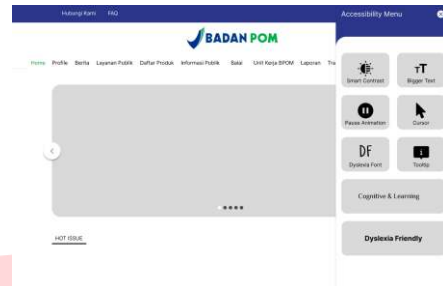 Hubungi Kami FAQ
Accessibility Menu
BADAN POM
Home Profile Berita Layanan Publik Daftar Produk Informasi Publik Balai Unit Kerja BPOM Laporan
Smart Contrast
Bigger Text
Pause Animation
Cursor
DF
Dyslexia Font
Tooltip
Cognitive & Learning
HOT ISSUE
Dyslexia Friendly